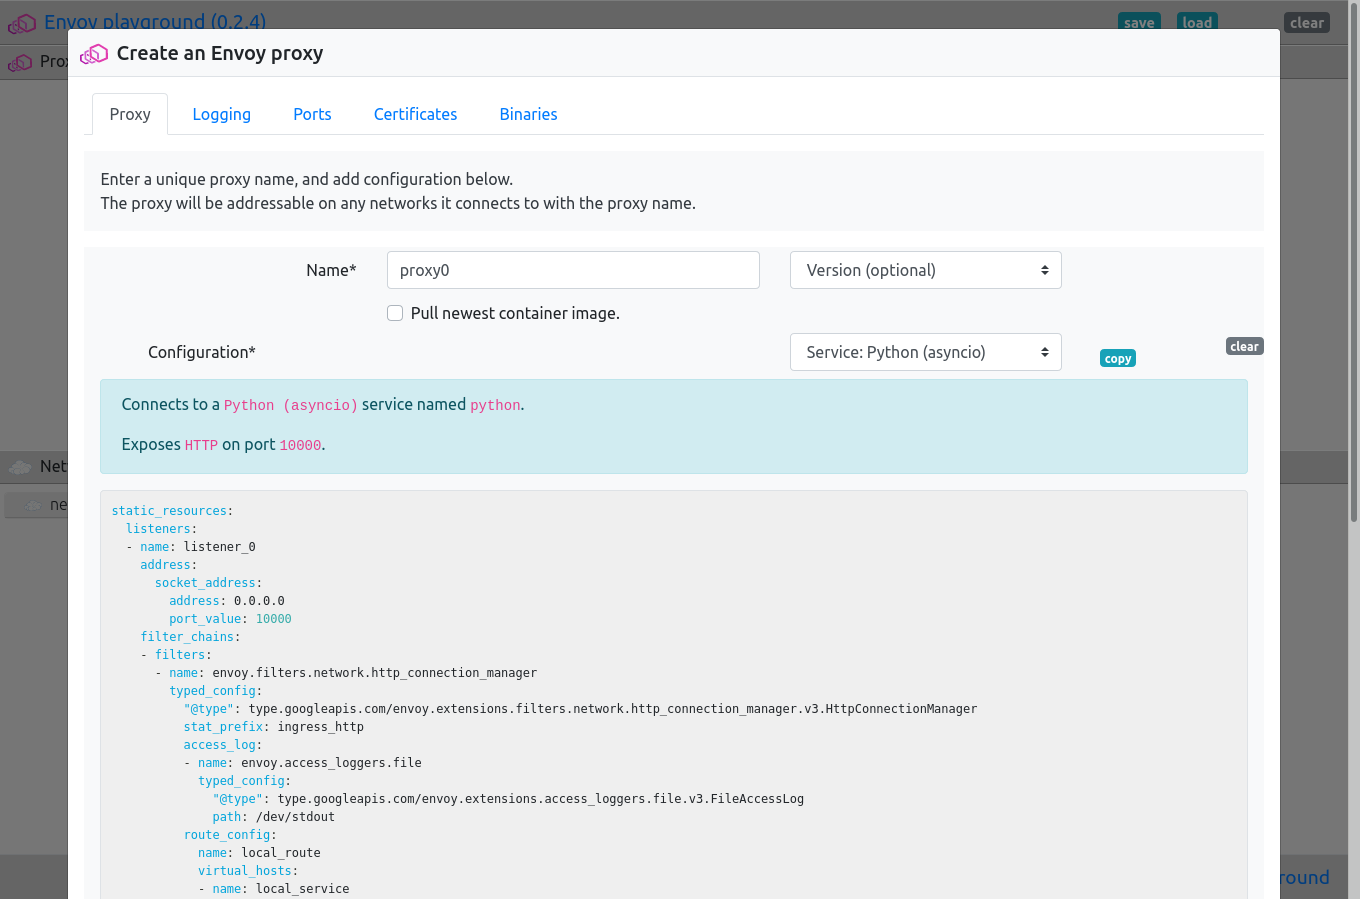 Envoy playground (0.2.4)
save
load
clear
Create an Envoy proxy
Proxy
Logging
Ports
Certificates
Binaries
Enter a unique proxy name, and add configuration below.
The proxy will be addressable on any networks it connects to with the proxy name.
Name*
proxy0
Version (optional)
Pull newest container image.
Configuration*
Service: Python (asyncio)
copy
clear
Connects to a Python (asyncio) service named python.
Exposes HTTP on port 10000.
static_resources:
  listeners:
  - name: listener_0
    address:
      socket_address:
        address: 0.0.0.0
        port_value: 10000
    filter_chains:
    - filters:
      - name: envoy.filters.network.http_connection_manager
        typed_config:
          "@type": type.googleapis.com/envoy.extensions.filters.network.http_connection_manager.v3.HttpConnectionManager
          stat_prefix: ingress_http
          access_log:
          - name: envoy.access_loggers.file
            typed_config:
              "@type": type.googleapis.com/envoy.extensions.access_loggers.file.v3.FileAccessLog
              path: /dev/stdout
          route_config:
            name: local_route
            virtual_hosts:
            - name: local_service